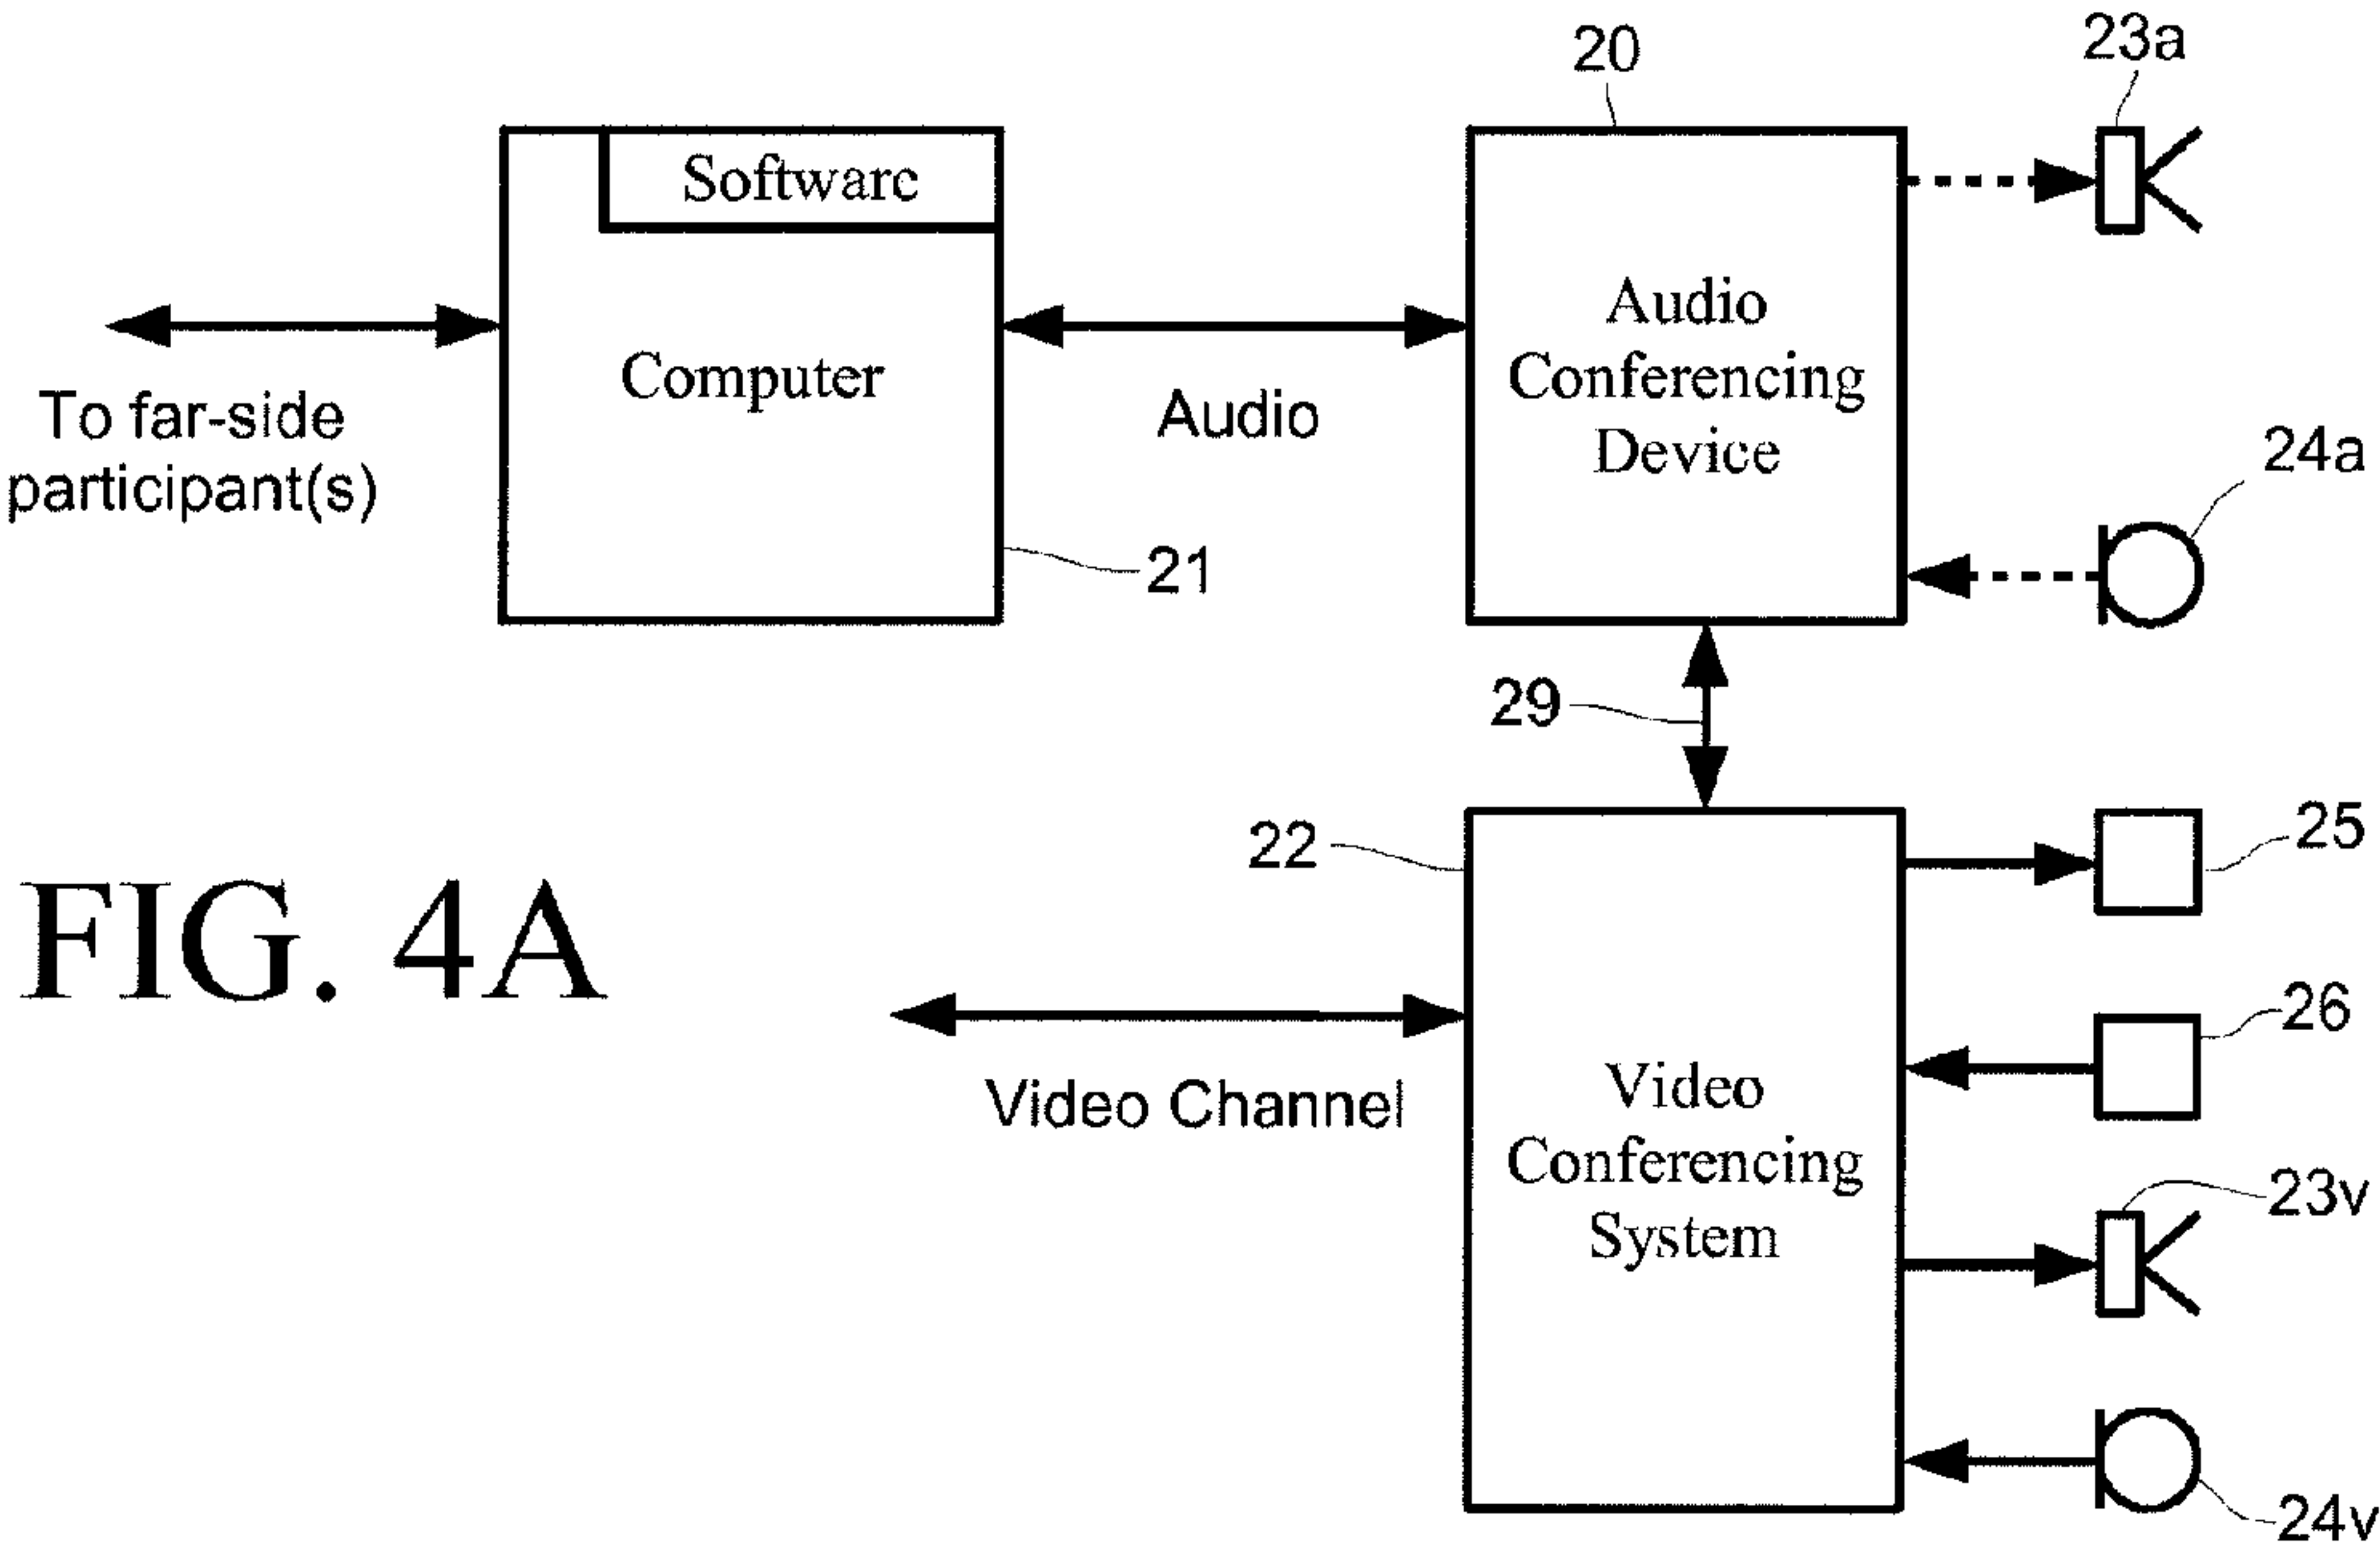 20
23a
Software
Computer
Audio
Conferencing
Device
To far-side
participant(s)
Audio
24a
21
29
22
25
FIG. 4A
26
Video Channel
Video
Conferencing
System
23v
24v